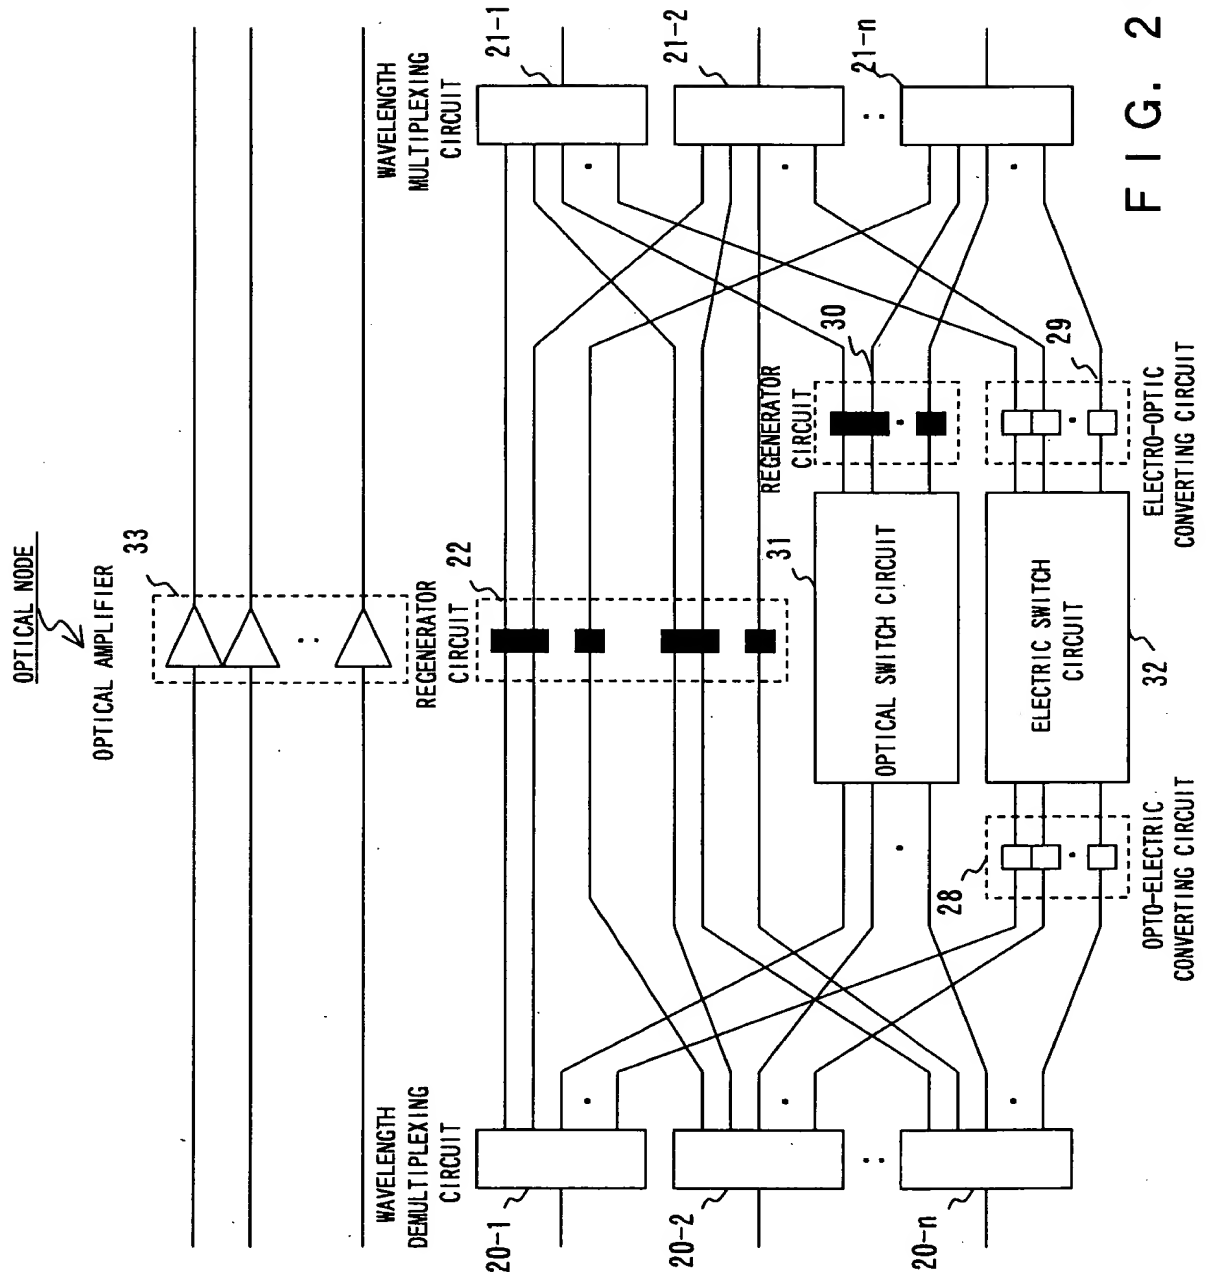 OPTICAL NODE
OPTICAL AMPLIFIER
33
WAVELENGTH
DEMULTIPLEXING
CIRCUIT
20-1
20-2
20-n
REGENERATOR
CIRCUIT
22
WAVELENGTH
MULTIPLEXING
CIRCUIT
21-1
21-2
21-n
OPTICAL SWITCH CIRCUIT
31
REGENERATOR
CIRCUIT
30
28
OPTO-ELECTRIC
CONVERTING CIRCUIT
ELECTRIC SWITCH
CIRCUIT
32
29
ELECTRO-OPTIC
CONVERTING CIRCUIT
FIG. 2